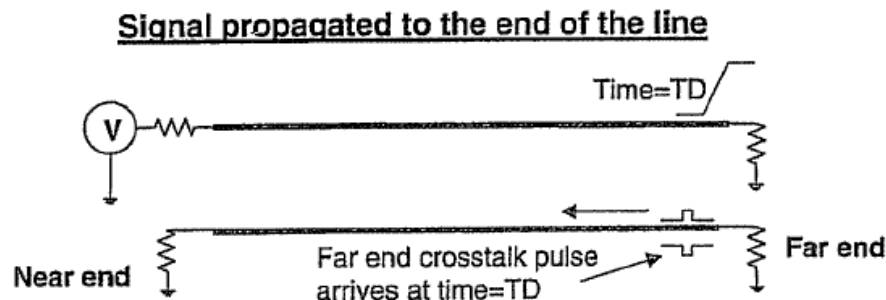 Signal propagated to the end of the line
Time=TD
V
Far end crosstalk pulse
arrives at time=TD
Near end
Far end